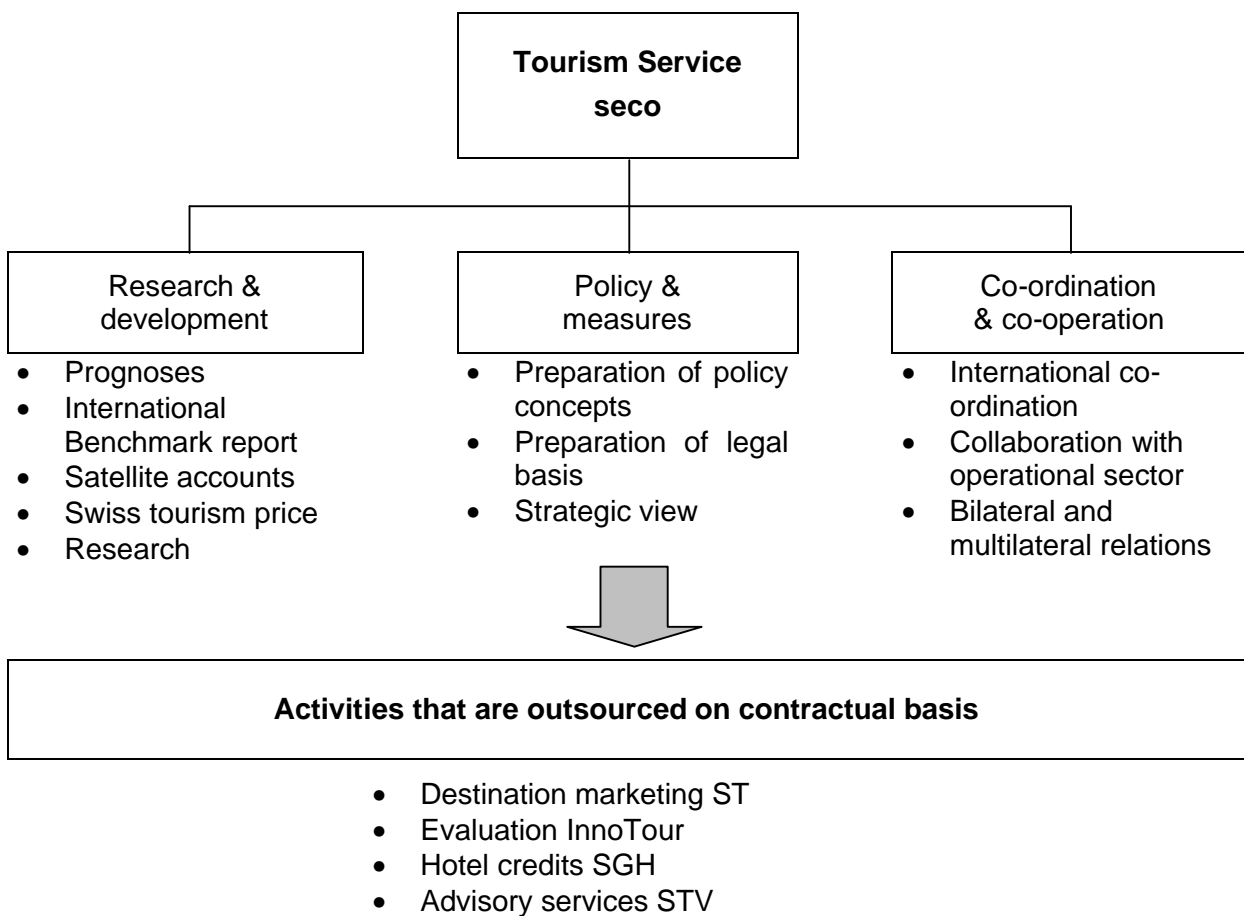 Tourism Service
seco
Research &
development
• Prognoses
• International
Benchmark report
• Satellite accounts
• Swiss tourism price
• Research
Policy &
measures
• Preparation of policy
concepts
• Preparation of legal
basis
• Strategic view
Co-ordination
& co-operation
• International co-
ordination
• Collaboration with
operational sector
• Bilateral and
multilateral relations
Activities that are outsourced on contractual basis
• Destination marketing ST
• Evaluation InnoTour
• Hotel credits SGH
• Advisory services STV